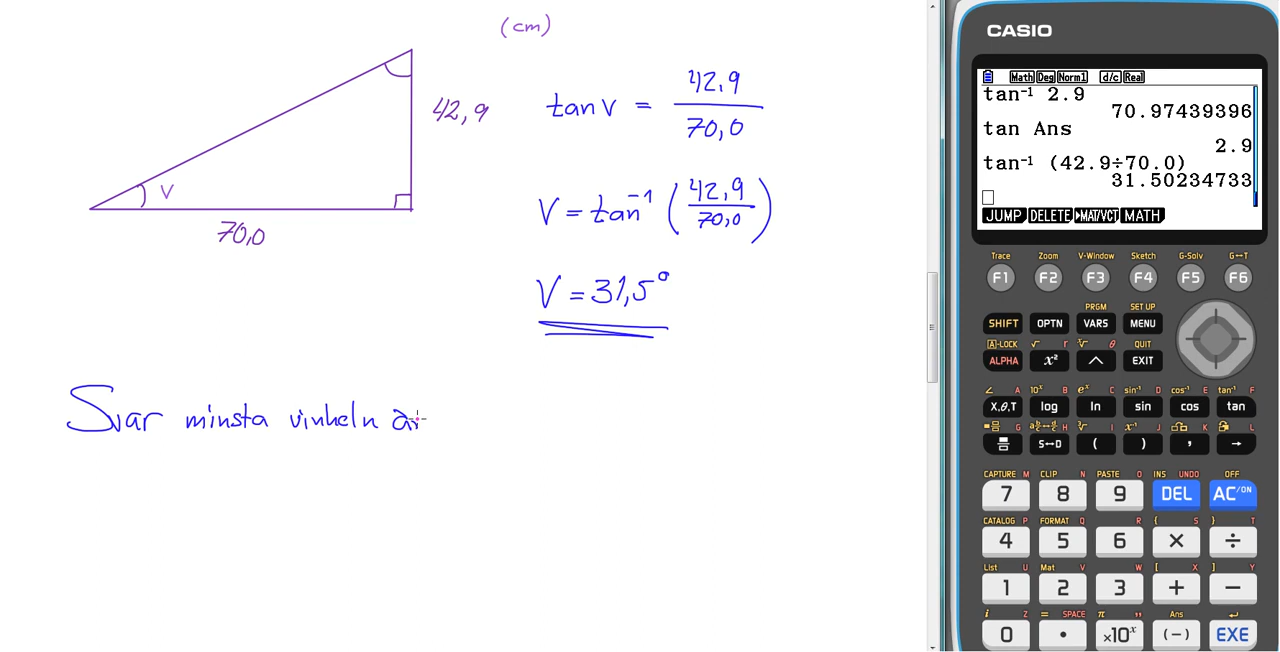 (cm)
42,9
v
70,0
tan v = 42,9 / 70,0
v = tan⁻¹ (42,9 / 70,0)
v = 31,5°
Svar minsta vinkeln är
CASIO
Math Deg Norm1 d/c Real
tan⁻¹ 2.9
70.97439396
tan Ans
2.9
tan⁻¹ (42.9÷70.0)
31.50234733
JUMP DELETE ▶MAT/VCT MATH
Trace Zoom V-Window Sketch G-Solv G↔T
F1 F2 F3 F4 F5 F6
PRGM SET UP
SHIFT OPTN VARS MENU
A-LOCK √ r ˣ√ θ QUIT
ALPHA x² ^ EXIT
∠ A 10ˣ B eˣ C sin⁻¹ D cos⁻¹ E tan⁻¹ F
X,θ,T log ln sin cos tan
G H ³√ I x⁻¹ J K L
S↔D ( ) , →
CAPTURE M CLIP N PASTE O INS UNDO OFF
7 8 9 DEL AC/ON
CATALOG P FORMAT Q R { S } T
4 5 6 × ÷
List U Mat V W [ X ] Y
1 2 3 + −
i Z = SPACE π " Ans ↵
0 . ×10ˣ (−) EXE